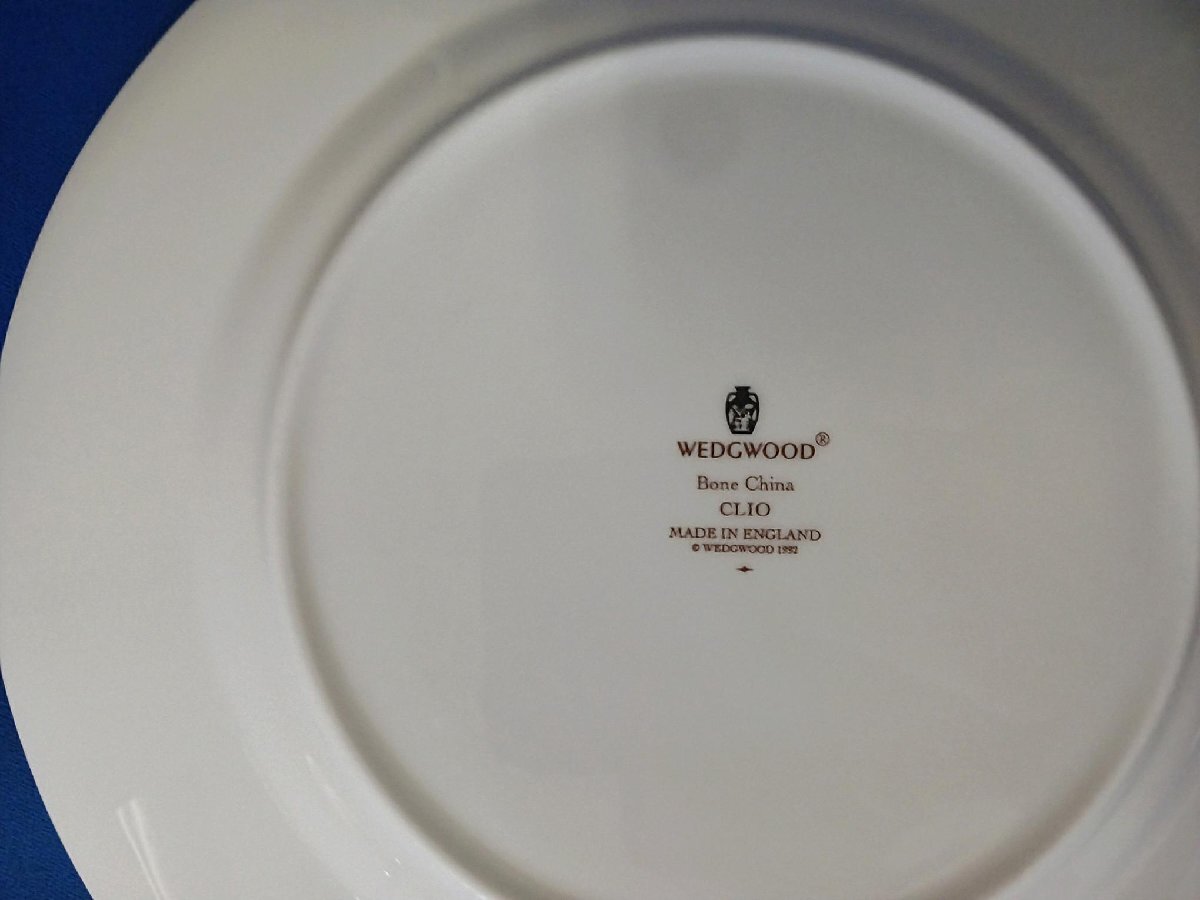 WEDGWOOD®
Bone China
CLIO
MADE IN ENGLAND
© WEDGWOOD 1992